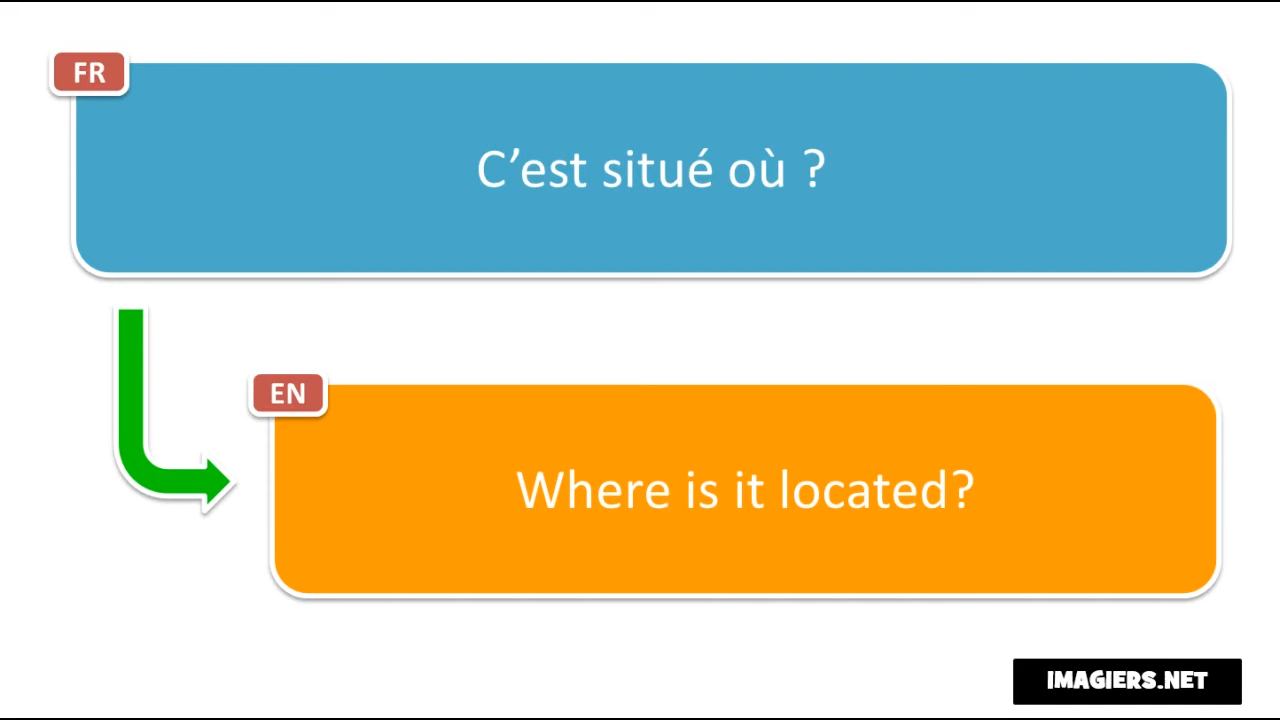 FR
C’est situé où ?
EN
Where is it located?
IMAGIERS.NET